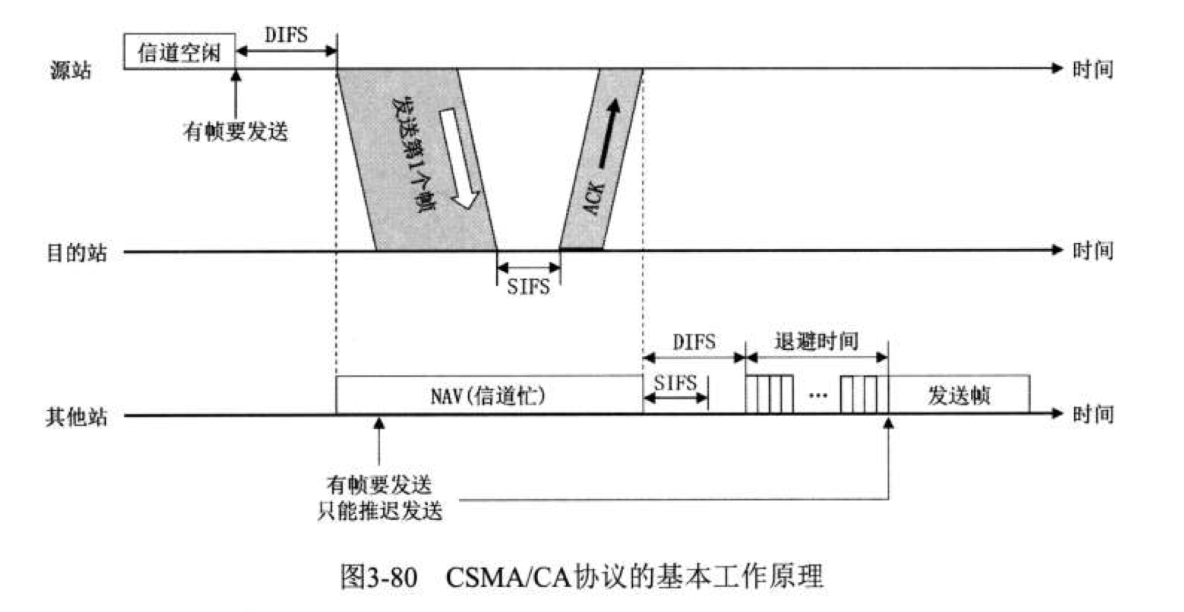 信道空闲
DIFS
源站
时间
有帧要发送
发送第1个帧
ACK
目的站
时间
SIFS
DIFS
退避时间
NAV(信道忙)
SIFS
...
发送帧
其他站
时间
有帧要发送
只能推迟发送
图3-80 CSMA/CA协议的基本工作原理